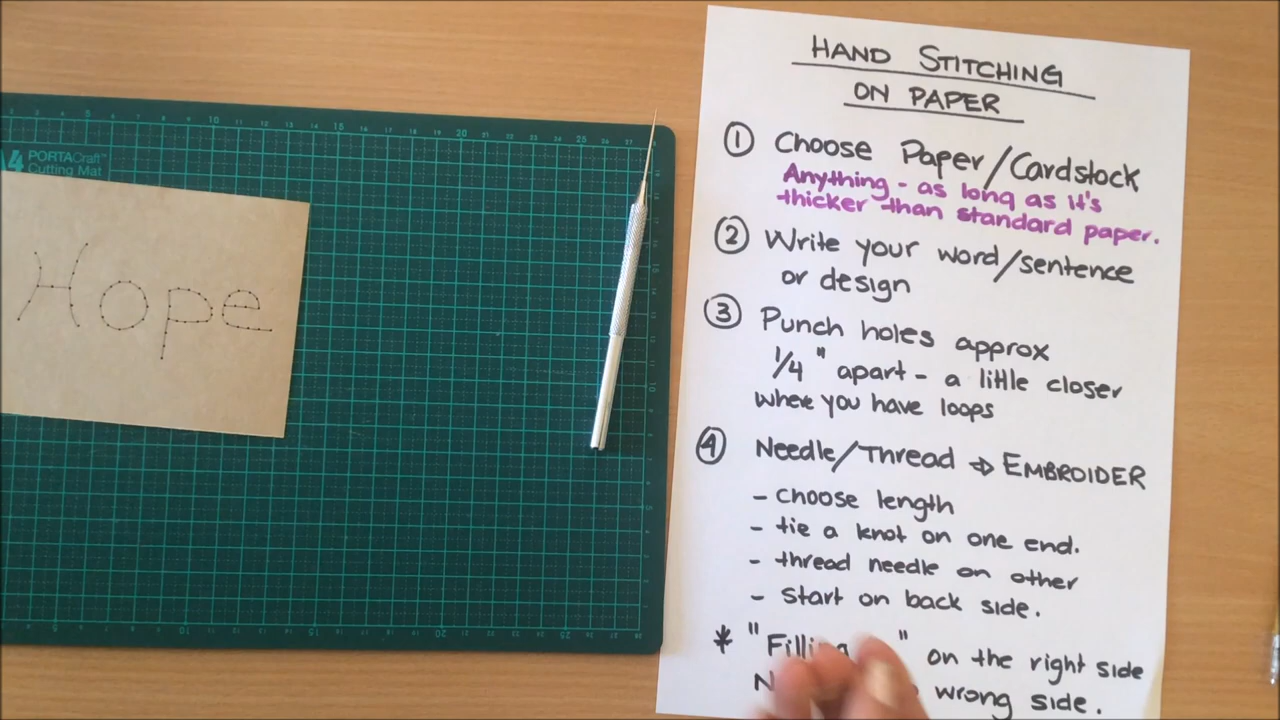 A4 PORTACraft™
Cutting Mat
Hope
HAND STITCHING
ON PAPER
① Choose Paper/Cardstock
Anything - as long as it's
thicker than standard paper.
② Write your word/sentence
or design
③ Punch holes approx
1/4" apart - a little closer
where you have loops
④ Needle/Thread → EMBROIDER
- Choose length
- tie a knot on one end.
- thread needle on other
- start on back side.
* " " on the right side
wrong side.